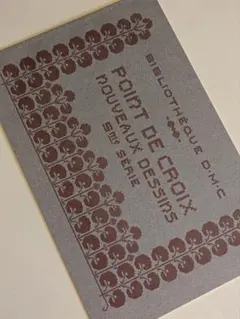 BIBLIOTHÈQUE D·M·C
POINT DE CROIX
NOUVEAUX DESSINS
5ME SÉRIE